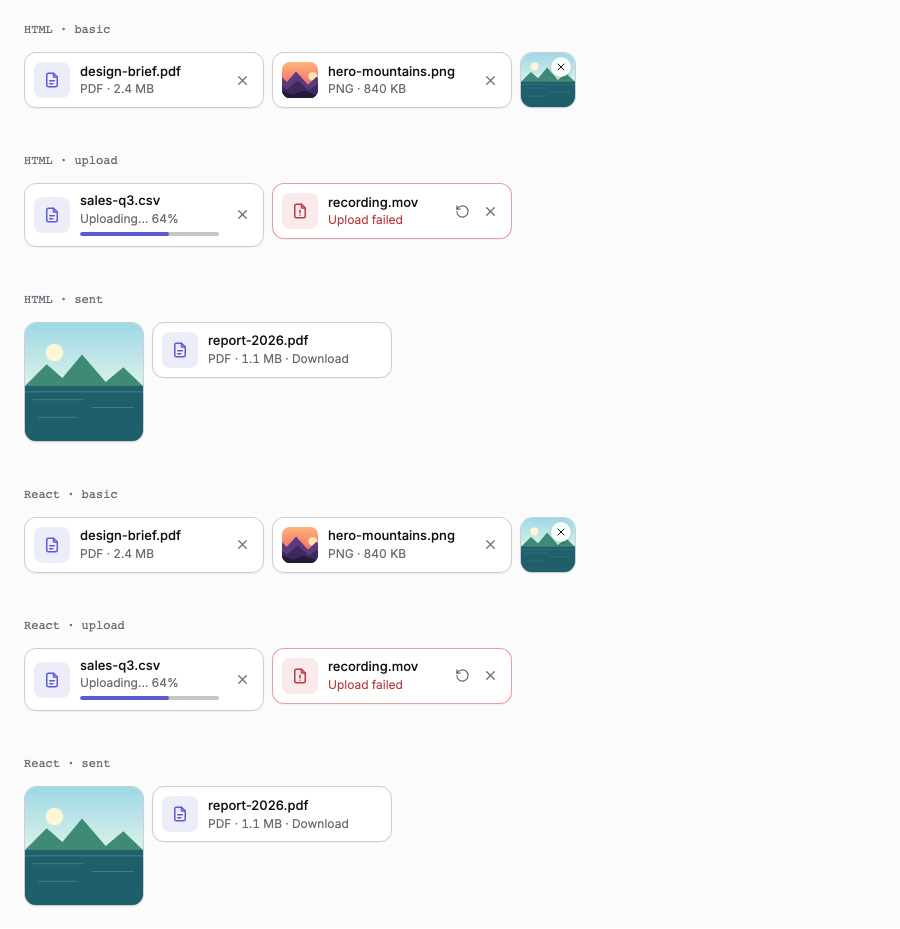 HTML · basic
design-brief.pdf
PDF · 2.4 MB
hero-mountains.png
PNG · 840 KB
HTML · upload
sales-q3.csv
Uploading… 64%
recording.mov
Upload failed
HTML · sent
report-2026.pdf
PDF · 1.1 MB · Download
React · basic
design-brief.pdf
PDF · 2.4 MB
hero-mountains.png
PNG · 840 KB
React · upload
sales-q3.csv
Uploading… 64%
recording.mov
Upload failed
React · sent
report-2026.pdf
PDF · 1.1 MB · Download